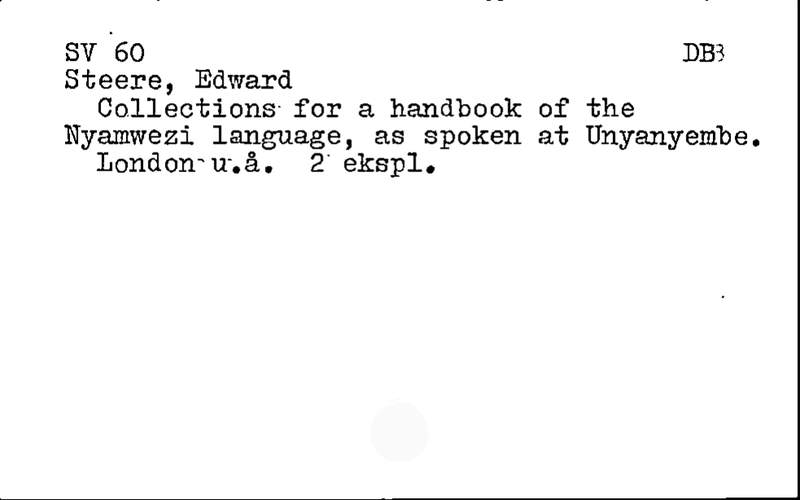 SV 60 DB3
Steere, Edward
Collections for a handbook of the
Nyamwezi language, as spoken at Unyanyembe.
London u.å. 2 ekspl.